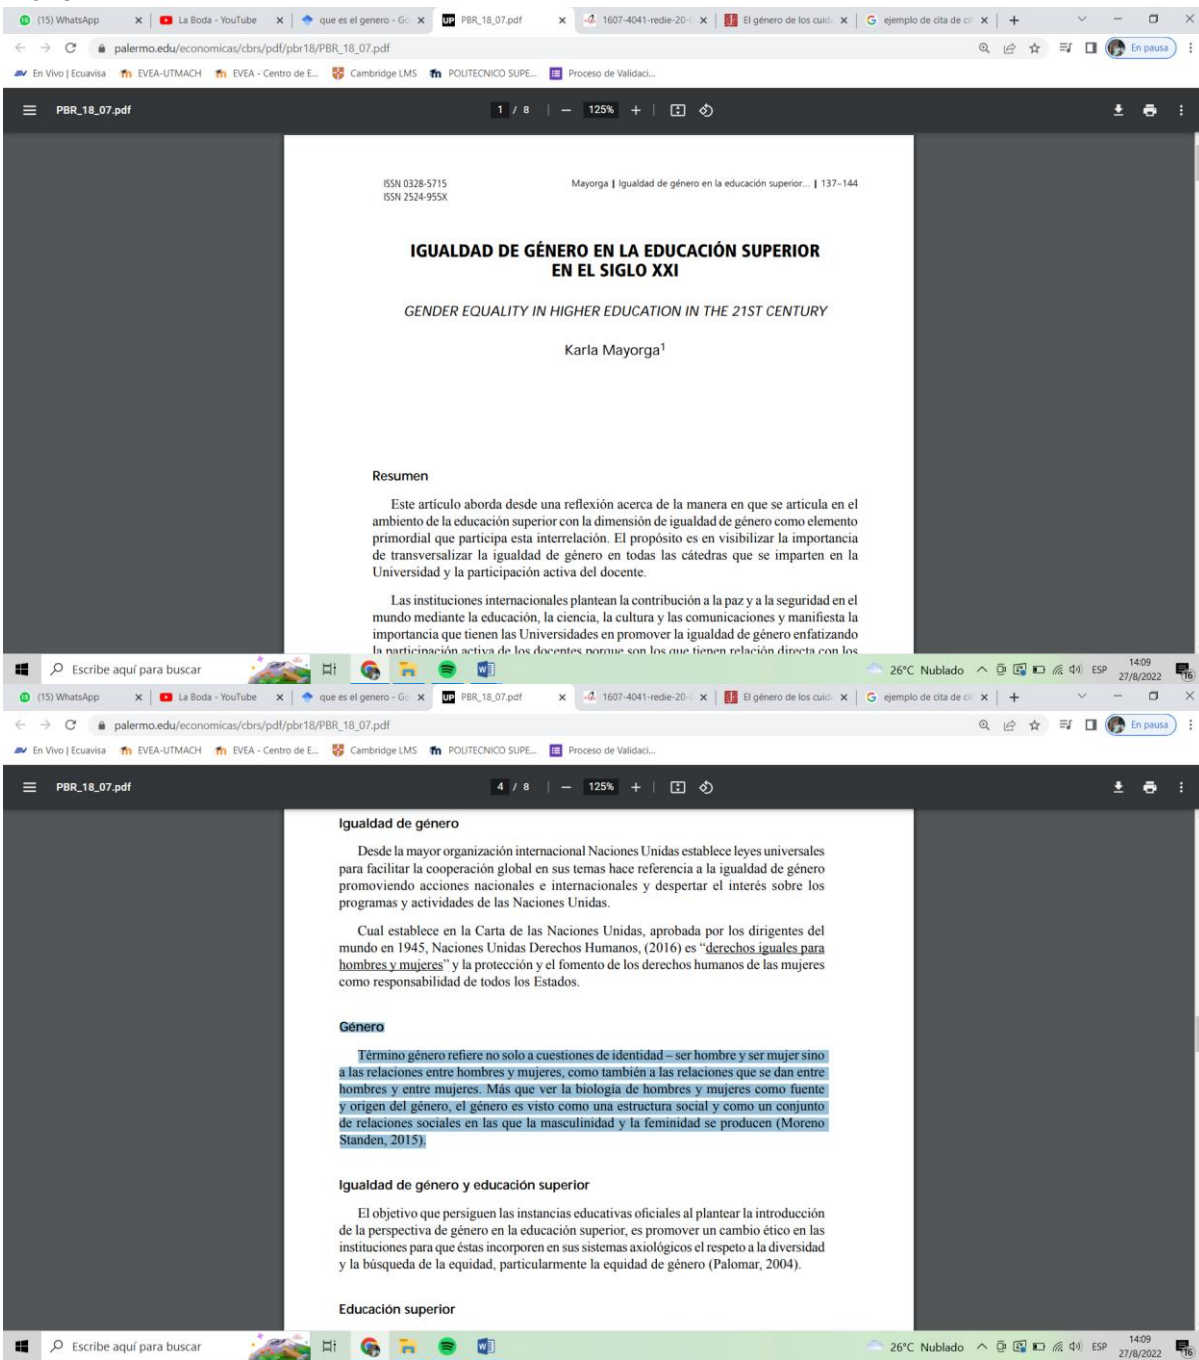 (15) WhatsApp
La Boda - YouTube
que es el genero - Go
PBR_18_07.pdf
1607-4041-redie-20-
El género de los cuid
ejemplo de cita de
palermo.edu/economicas/cbrs/pdf/pbr18/PBR_18_07.pdf
En pausa
En Vivo | Ecuavisa
EVEA-UTMACH
EVEA - Centro de E...
Cambridge LMS
POLITECNICO SUPE...
Proceso de Validaci...
PBR_18_07.pdf
1 / 8
125%
ISSN 0328-5715
Mayorga | Igualdad de género en la educación superior... | 137–144
ISSN 2524-955X
IGUALDAD DE GÉNERO EN LA EDUCACIÓN SUPERIOR
EN EL SIGLO XXI
GENDER EQUALITY IN HIGHER EDUCATION IN THE 21ST CENTURY
Karla Mayorga1
Resumen
Este artículo aborda desde una reflexión acerca de la manera en que se articula en el
ambiente de la educación superior con la dimensión de igualdad de género como elemento
primordial que participa esta interrelación. El propósito es en visibilizar la importancia
de transversalizar la igualdad de género en todas las cátedras que se imparten en la
Universidad y la participación activa del docente.
Las instituciones internacionales plantean la contribución a la paz y a la seguridad en el
mundo mediante la educación, la ciencia, la cultura y las comunicaciones y manifiesta la
importancia que tienen las Universidades en promover la igualdad de género enfatizando
la participación activa de los docentes porque son los que tienen relación directa con los
Escribe aquí para buscar
26°C Nublado
ESP
14:09
27/8/2022
16
(15) WhatsApp
La Boda - YouTube
que es el genero - Go
PBR_18_07.pdf
1607-4041-redie-20-
El género de los cuid
ejemplo de cita de
palermo.edu/economicas/cbrs/pdf/pbr18/PBR_18_07.pdf
En pausa
En Vivo | Ecuavisa
EVEA-UTMACH
EVEA - Centro de E...
Cambridge LMS
POLITECNICO SUPE...
Proceso de Validaci...
PBR_18_07.pdf
4 / 8
125%
Igualdad de género
Desde la mayor organización internacional Naciones Unidas establece leyes universales
para facilitar la cooperación global en sus temas hace referencia a la igualdad de género
promoviendo acciones nacionales e internacionales y despertar el interés sobre los
programas y actividades de las Naciones Unidas.
Cual establece en la Carta de las Naciones Unidas, aprobada por los dirigentes del
mundo en 1945, Naciones Unidas Derechos Humanos, (2016) es “derechos iguales para
hombres y mujeres” y la protección y el fomento de los derechos humanos de las mujeres
como responsabilidad de todos los Estados.
Género
Término género refiere no solo a cuestiones de identidad – ser hombre y ser mujer sino
a las relaciones entre hombres y mujeres, como también a las relaciones que se dan entre
hombres y entre mujeres. Más que ver la biología de hombres y mujeres como fuente
y origen del género, el género es visto como una estructura social y como un conjunto
de relaciones sociales en las que la masculinidad y la feminidad se producen (Moreno
Standen, 2015).
Igualdad de género y educación superior
El objetivo que persiguen las instancias educativas oficiales al plantear la introducción
de la perspectiva de género en la educación superior, es promover un cambio ético en las
instituciones para que éstas incorporen en sus sistemas axiológicos el respeto a la diversidad
y la búsqueda de la equidad, particularmente la equidad de género (Palomar, 2004).
Educación superior
Escribe aquí para buscar
26°C Nublado
ESP
14:09
27/8/2022
16